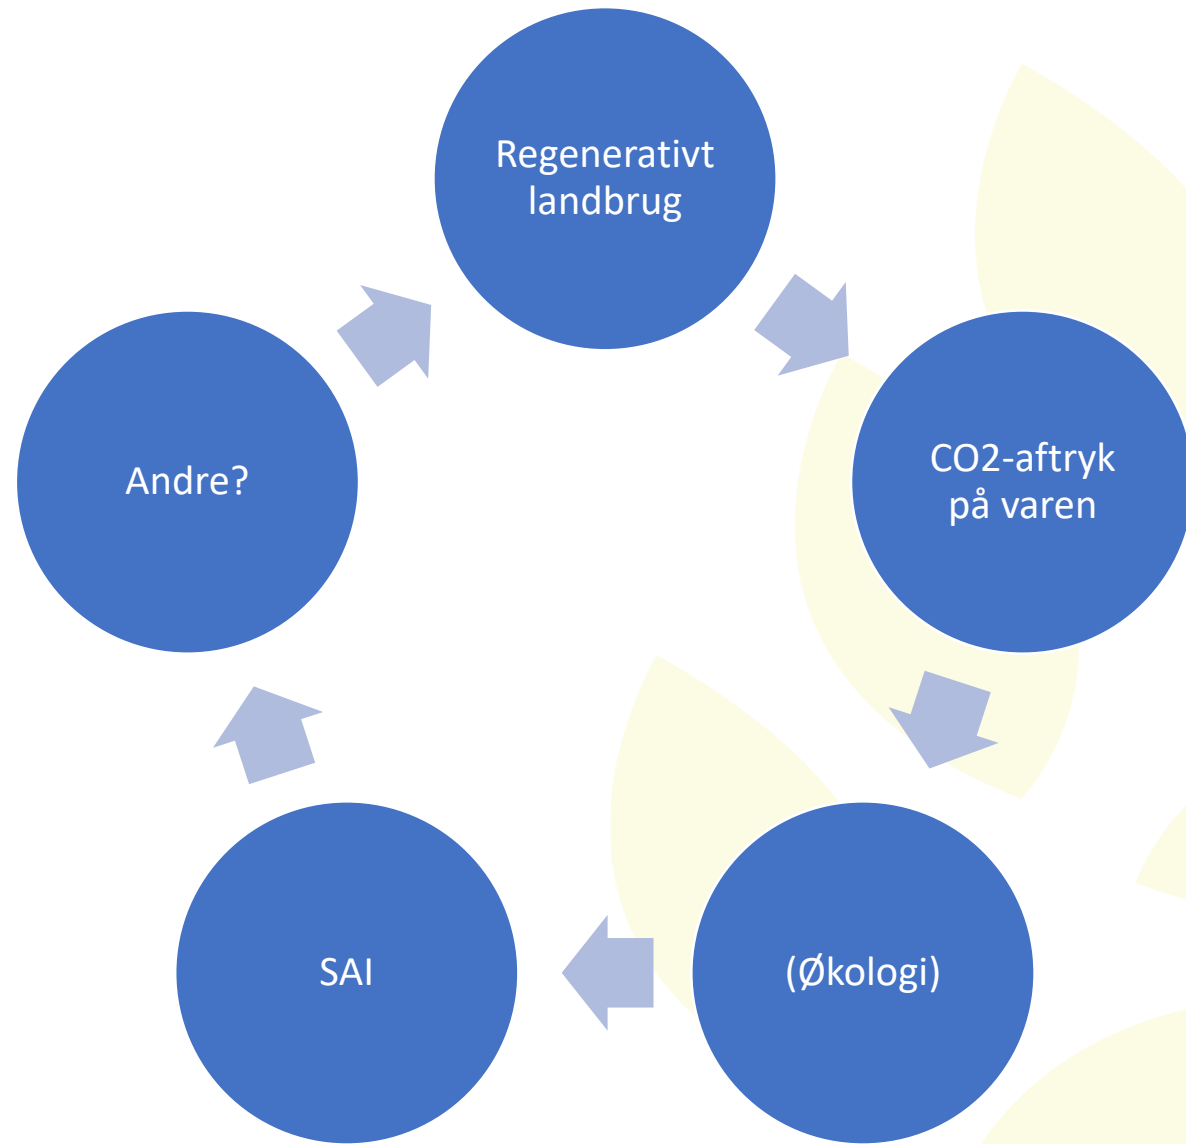 Regenerativt
landbrug
CO2-aftryk
på varen
(Økologi)
SAI
Andre?